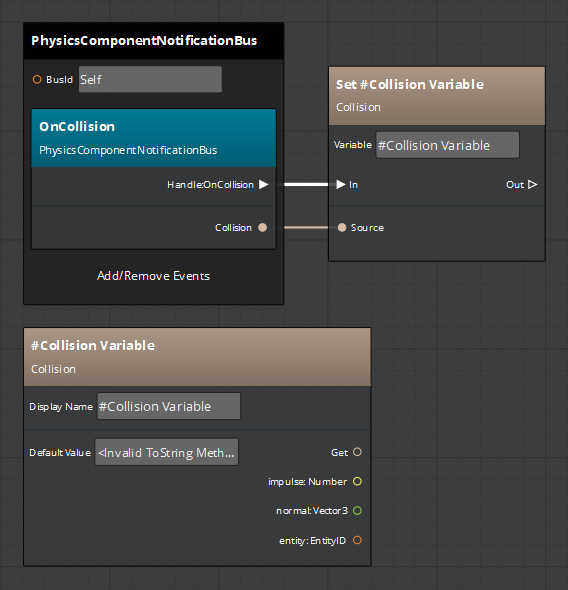 PhysicsComponentNotificationBus
BusId Self
OnCollision
PhysicsComponentNotificationBus
Handle:OnCollision
Collision
Add/Remove Events
Set #Collision Variable
Collision
Variable #Collision Variable
In Out
Source
#Collision Variable
Collision
Display Name #Collision Variable
Default Value <Invalid ToString Meth... Get
impulse: Number
normal: Vector3
entity: EntityID